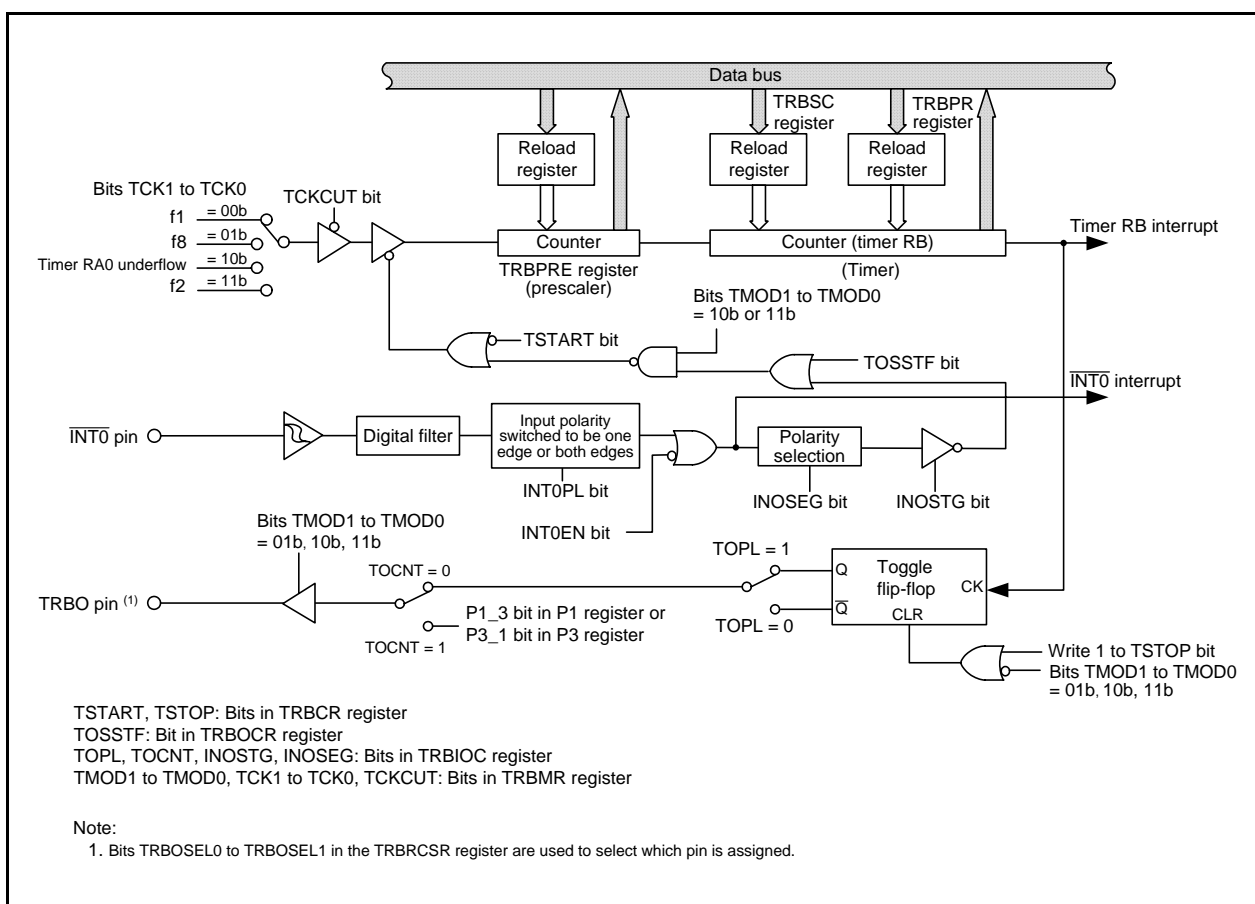 Data bus
TRBSC
register
TRBPR
register
Reload
register
Reload
register
Reload
register
Bits TCK1 to TCK0
TCKCUT bit
f1 = 00b
f8 = 01b
Timer RA0 underflow = 10b
f2 = 11b
Counter
Counter (timer RB)
Timer RB interrupt
TRBPRE register
(prescaler)
(Timer)
Bits TMOD1 to TMOD0
= 10b or 11b
TSTART bit
TOSSTF bit
INT0 interrupt
INT0 pin
Digital filter
Input polarity
switched to be one
edge or both edges
Polarity
selection
INT0PL bit
INOSEG bit
INOSTG bit
INT0EN bit
Bits TMOD1 to TMOD0
= 01b, 10b, 11b
TOPL = 1
TOCNT = 0
Q
Toggle
flip-flop
CK
TRBO pin (1)
P1_3 bit in P1 register or
P3_1 bit in P3 register
Q
CLR
TOCNT = 1
TOPL = 0
Write 1 to TSTOP bit
Bits TMOD1 to TMOD0
= 01b, 10b, 11b
TSTART, TSTOP: Bits in TRBCR register
TOSSTF: Bit in TRBOCR register
TOPL, TOCNT, INOSTG, INOSEG: Bits in TRBIOC register
TMOD1 to TMOD0, TCK1 to TCK0, TCKCUT: Bits in TRBMR register
Note:
1. Bits TRBOSEL0 to TRBOSEL1 in the TRBRCSR register are used to select which pin is assigned.